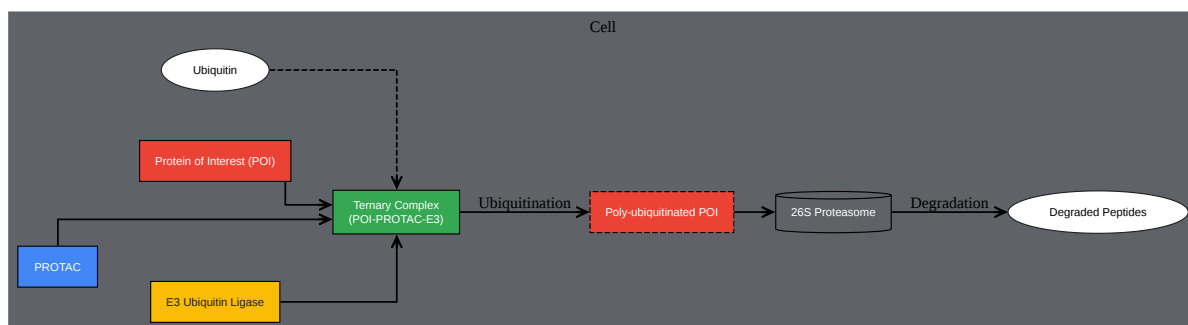 Cell
Ubiquitin
Protein of Interest (POI)
Ternary Complex
(POI-PROTAC-E3)
Ubiquitination
Poly-ubiquitinated POI
26S Proteasome
Degradation
Degraded Peptides
PROTAC
E3 Ubiquitin Ligase